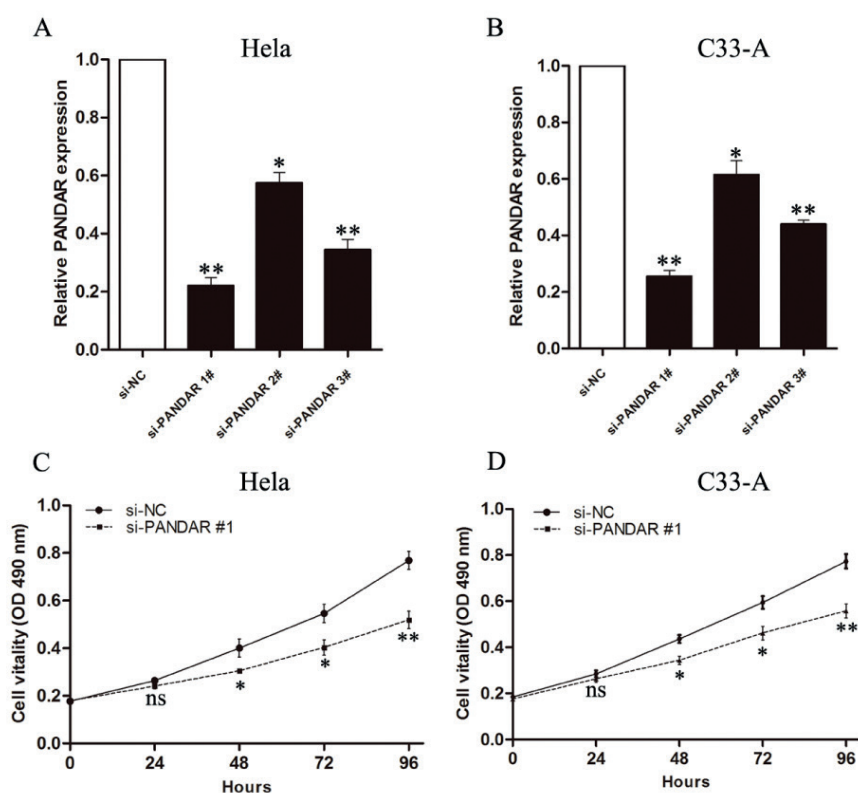 A
Hela
Relative PANDAR expression
1.0
0.8
0.6
0.4
0.2
0.0
**
*
**
si-NC
si-PANDAR 1#
si-PANDAR 2#
si-PANDAR 3#
B
C33-A
Relative PANDAR expression
1.0
0.8
0.6
0.4
0.2
0.0
**
*
**
si-NC
si-PANDAR 1#
si-PANDAR 2#
si-PANDAR 3#
C
Hela
si-NC
si-PANDAR #1
Cell vitality (OD 490 nm)
1.0
0.8
0.6
0.4
0.2
0.0
ns
*
*
**
0 24 48 72 96
Hours
D
C33-A
si-NC
si-PANDAR #1
Cell vitality (OD 490 nm)
1.0
0.8
0.6
0.4
0.2
0.0
ns
*
*
**
0 24 48 72 96
Hours